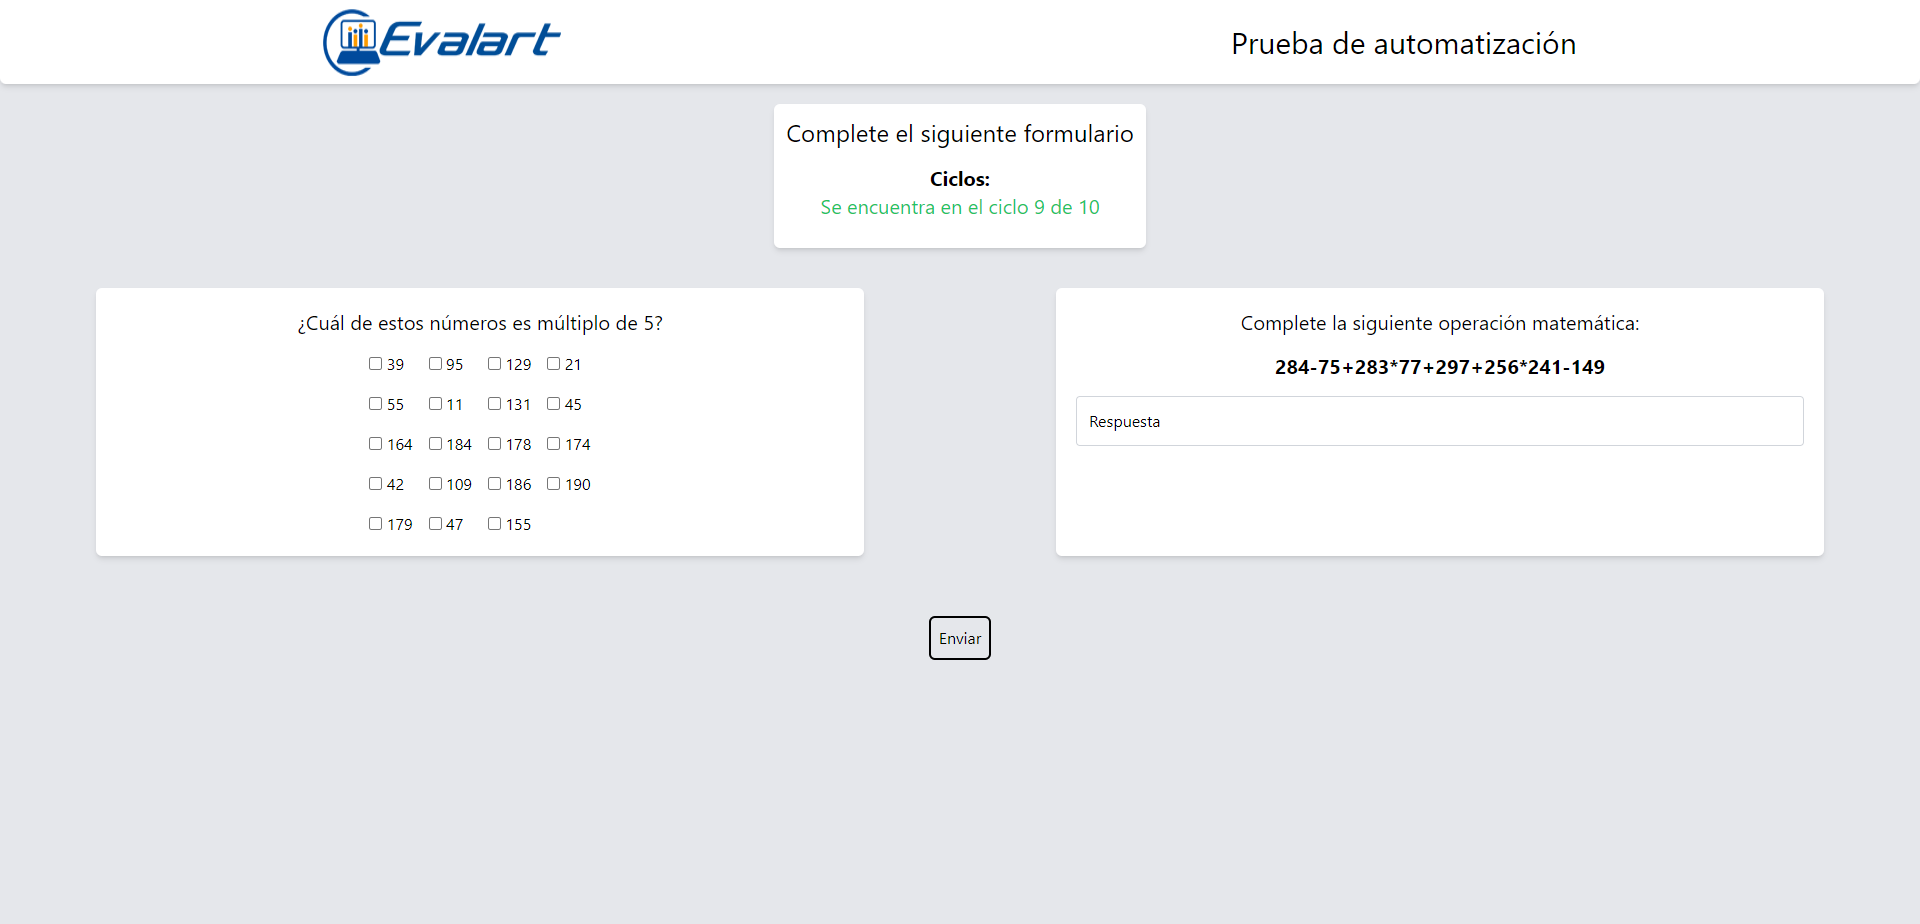 Evalart
Prueba de automatización
Complete el siguiente formulario
Ciclos:
Se encuentra en el ciclo 9 de 10
¿Cuál de estos números es múltiplo de 5?
39 95 129 21
55 11 131 45
164 184 178 174
42 109 186 190
179 47 155
Complete la siguiente operación matemática:
284-75+283*77+297+256*241-149
Respuesta
Enviar